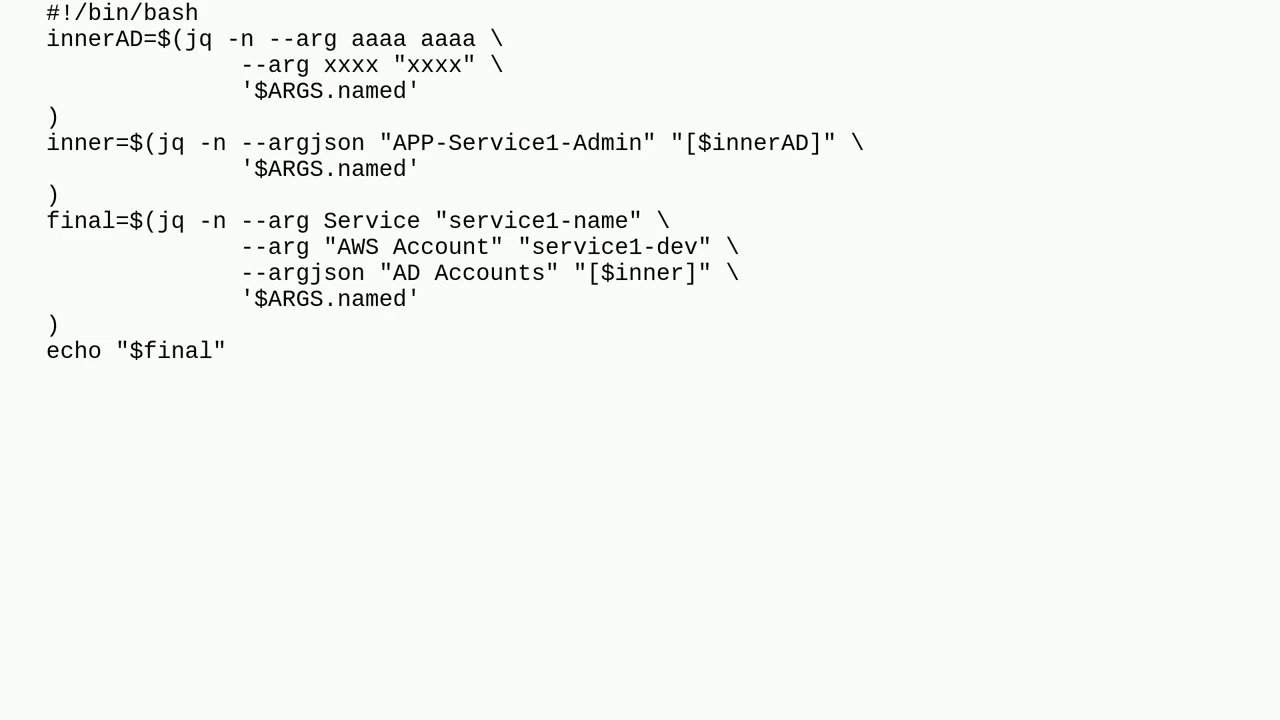 #!/bin/bash
innerAD=$(jq -n --arg aaaa aaaa \
              --arg xxxx "xxxx" \
              '$ARGS.named'
)
inner=$(jq -n --argjson "APP-Service1-Admin" "[$innerAD]" \
              '$ARGS.named'
)
final=$(jq -n --arg Service "service1-name" \
              --arg "AWS Account" "service1-dev" \
              --argjson "AD Accounts" "[$inner]" \
              '$ARGS.named'
)
echo "$final"